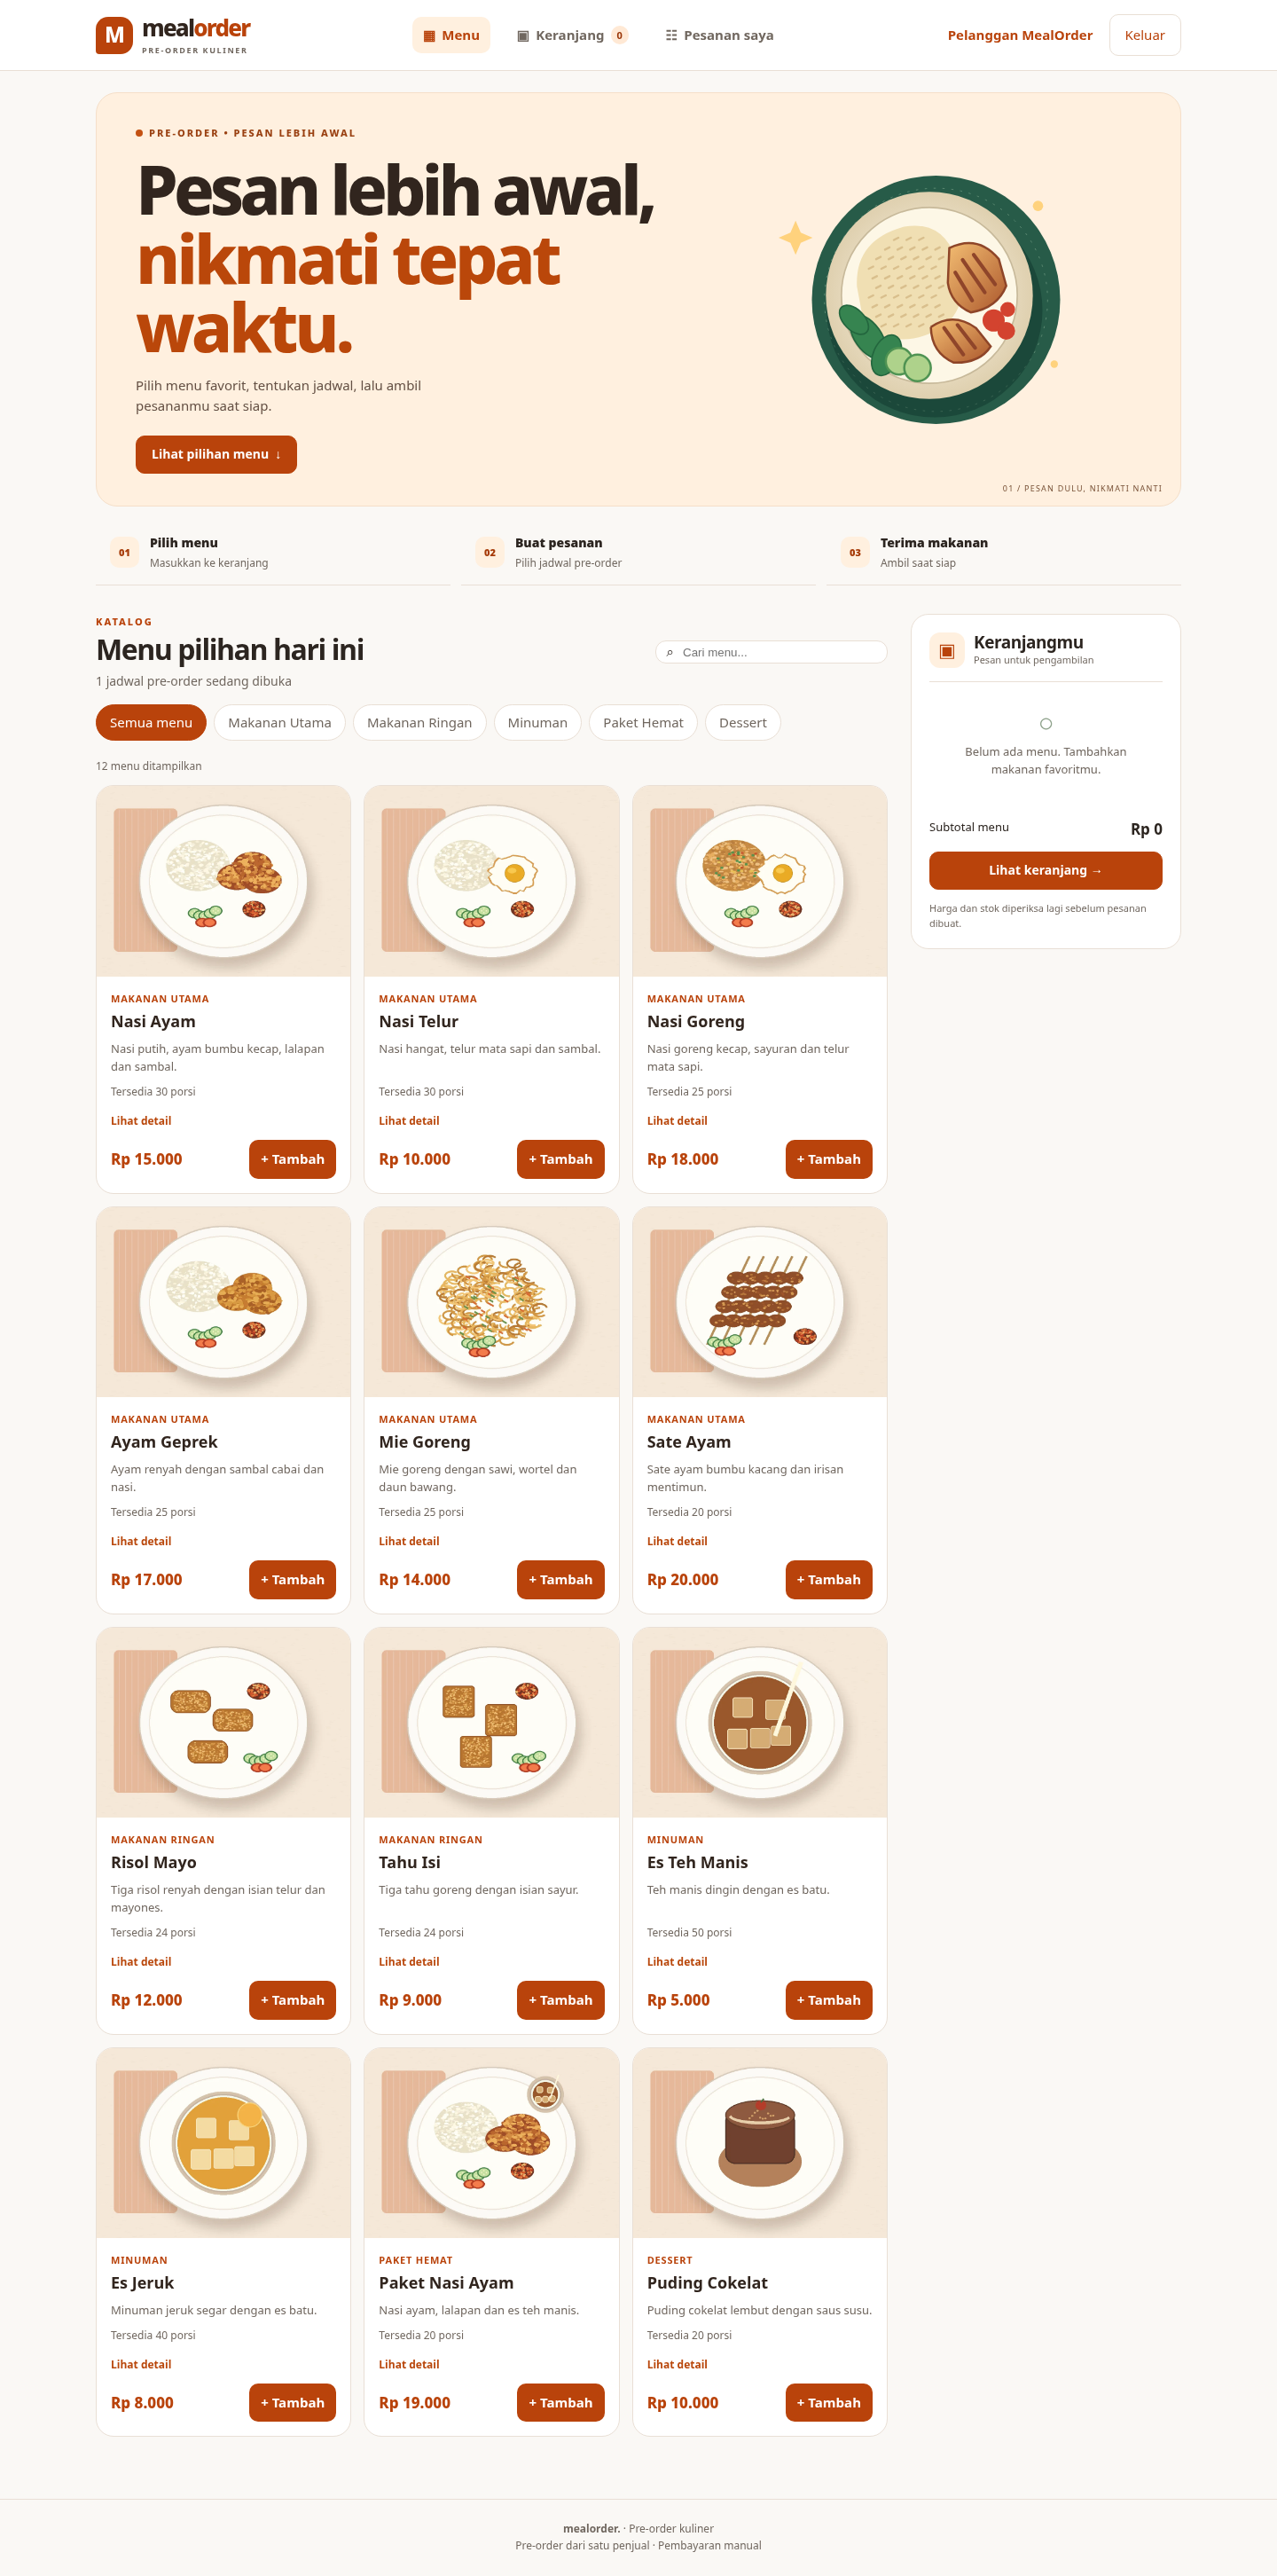 M
mealorder
PRE-ORDER KULINER
Menu
Keranjang 0
Pesanan saya
Pelanggan MealOrder
Keluar
PRE-ORDER • PESAN LEBIH AWAL
Pesan lebih awal,
nikmati tepat
waktu.
Pilih menu favorit, tentukan jadwal, lalu ambil
pesananmu saat siap.
Lihat pilihan menu ↓
01 / PESAN DULU, NIKMATI NANTI
01
Pilih menu
Masukkan ke keranjang
02
Buat pesanan
Pilih jadwal pre-order
03
Terima makanan
Ambil saat siap
KATALOG
Menu pilihan hari ini
1 jadwal pre-order sedang dibuka
Cari menu...
Semua menu
Makanan Utama
Makanan Ringan
Minuman
Paket Hemat
Dessert
12 menu ditampilkan
MAKANAN UTAMA
Nasi Ayam
Nasi putih, ayam bumbu kecap, lalapan
dan sambal.
Tersedia 30 porsi
Lihat detail
Rp 15.000
+ Tambah
MAKANAN UTAMA
Nasi Telur
Nasi hangat, telur mata sapi dan sambal.
Tersedia 30 porsi
Lihat detail
Rp 10.000
+ Tambah
MAKANAN UTAMA
Nasi Goreng
Nasi goreng kecap, sayuran dan telur
mata sapi.
Tersedia 25 porsi
Lihat detail
Rp 18.000
+ Tambah
MAKANAN UTAMA
Ayam Geprek
Ayam renyah dengan sambal cabai dan
nasi.
Tersedia 25 porsi
Lihat detail
Rp 17.000
+ Tambah
MAKANAN UTAMA
Mie Goreng
Mie goreng dengan sawi, wortel dan
daun bawang.
Tersedia 25 porsi
Lihat detail
Rp 14.000
+ Tambah
MAKANAN UTAMA
Sate Ayam
Sate ayam bumbu kacang dan irisan
mentimun.
Tersedia 20 porsi
Lihat detail
Rp 20.000
+ Tambah
MAKANAN RINGAN
Risol Mayo
Tiga risol renyah dengan isian telur dan
mayones.
Tersedia 24 porsi
Lihat detail
Rp 12.000
+ Tambah
MAKANAN RINGAN
Tahu Isi
Tiga tahu goreng dengan isian sayur.
Tersedia 24 porsi
Lihat detail
Rp 9.000
+ Tambah
MINUMAN
Es Teh Manis
Teh manis dingin dengan es batu.
Tersedia 50 porsi
Lihat detail
Rp 5.000
+ Tambah
MINUMAN
Es Jeruk
Minuman jeruk segar dengan es batu.
Tersedia 40 porsi
Lihat detail
Rp 8.000
+ Tambah
PAKET HEMAT
Paket Nasi Ayam
Nasi ayam, lalapan dan es teh manis.
Tersedia 20 porsi
Lihat detail
Rp 19.000
+ Tambah
DESSERT
Puding Cokelat
Puding cokelat lembut dengan saus susu.
Tersedia 20 porsi
Lihat detail
Rp 10.000
+ Tambah
Keranjangmu
Pesan untuk pengambilan
Belum ada menu. Tambahkan
makanan favoritmu.
Subtotal menu
Rp 0
Lihat keranjang →
Harga dan stok diperiksa lagi sebelum pesanan
dibuat.
mealorder. · Pre-order kuliner
Pre-order dari satu penjual · Pembayaran manual